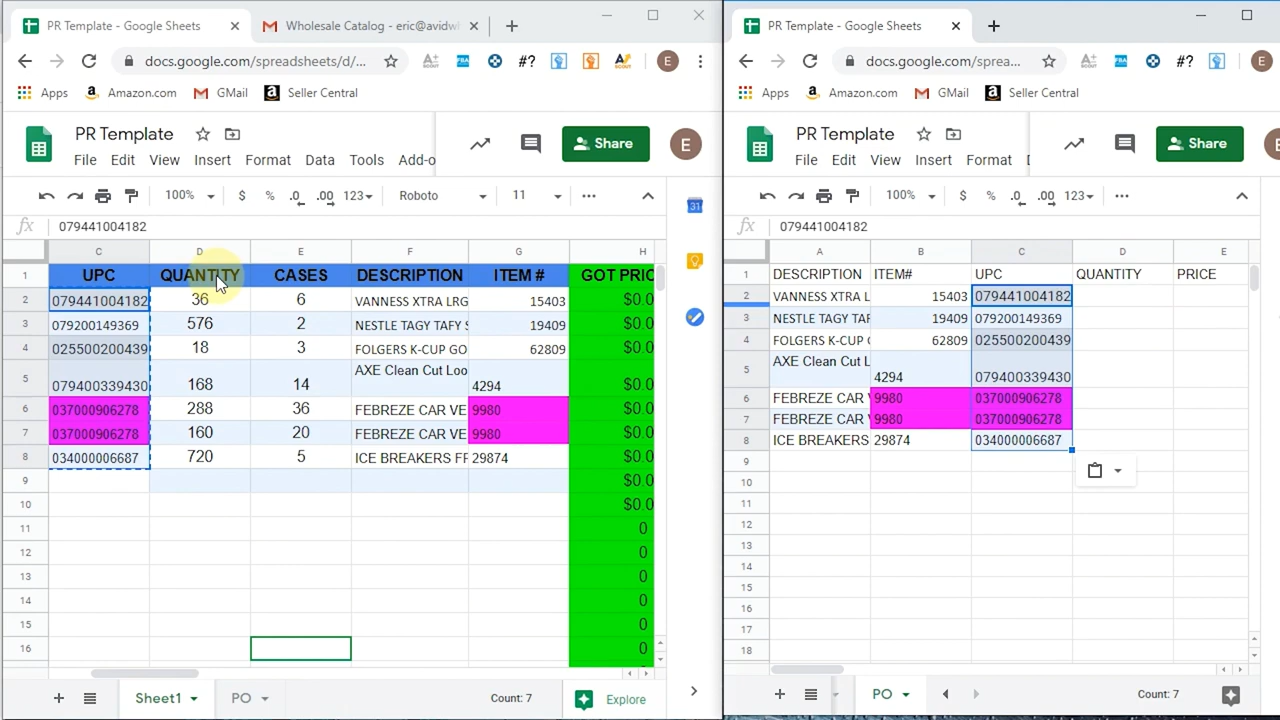 PR Template - Google Sheets
Wholesale Catalog - eric@avidwh
docs.google.com/spreadsheets/d/...
#?
FBA
E
Apps
Amazon.com
GMail
Seller Central
PR Template
File Edit View Insert Format Data Tools Add-o
Share
E
100% $ % .0 .00 123 Roboto 11
fx 079441004182
C D E F G H
1 UPC QUANTITY CASES DESCRIPTION ITEM # GOT PRIC
2 079441004182 36 6 VANNESS XTRA LRG 15403 $0.0
3 079200149369 576 2 NESTLE TAGY TAFY S 19409 $0.0
4 025500200439 18 3 FOLGERS K-CUP GO 62809 $0.0
5 079400339430 168 14 AXE Clean Cut Loo 4294 $0.0
6 037000906278 288 36 FEBREZE CAR VE 9980 $0.0
7 037000906278 160 20 FEBREZE CAR VE 9980 $0.0
8 034000006687 720 5 ICE BREAKERS FF 29874 $0.0
9 $0.0
10 $0.0
11 0
12 0
13 0
14 0
15 0
16 0
Sheet1 PO Count: 7 Explore
31
PR Template - Google Sheets
docs.google.com/sprea...
FBA
#?
E
Apps
Amazon.com
GMail
Seller Central
PR Template
File Edit View Insert Format
Share
100% $ % .0 .00 123
fx 079441004182
A B C D E
1 DESCRIPTION ITEM# UPC QUANTITY PRICE
2 VANNESS XTRA L 15403 079441004182
3 NESTLE TAGY TAF 19409 079200149369
4 FOLGERS K-CUP G 62809 025500200439
5 AXE Clean Cut L 4294 079400339430
6 FEBREZE CAR 9980 037000906278
7 FEBREZE CAR 9980 037000906278
8 ICE BREAKERS 29874 034000006687
9
10
11
12
13
14
15
16
17
18
PO Count: 7